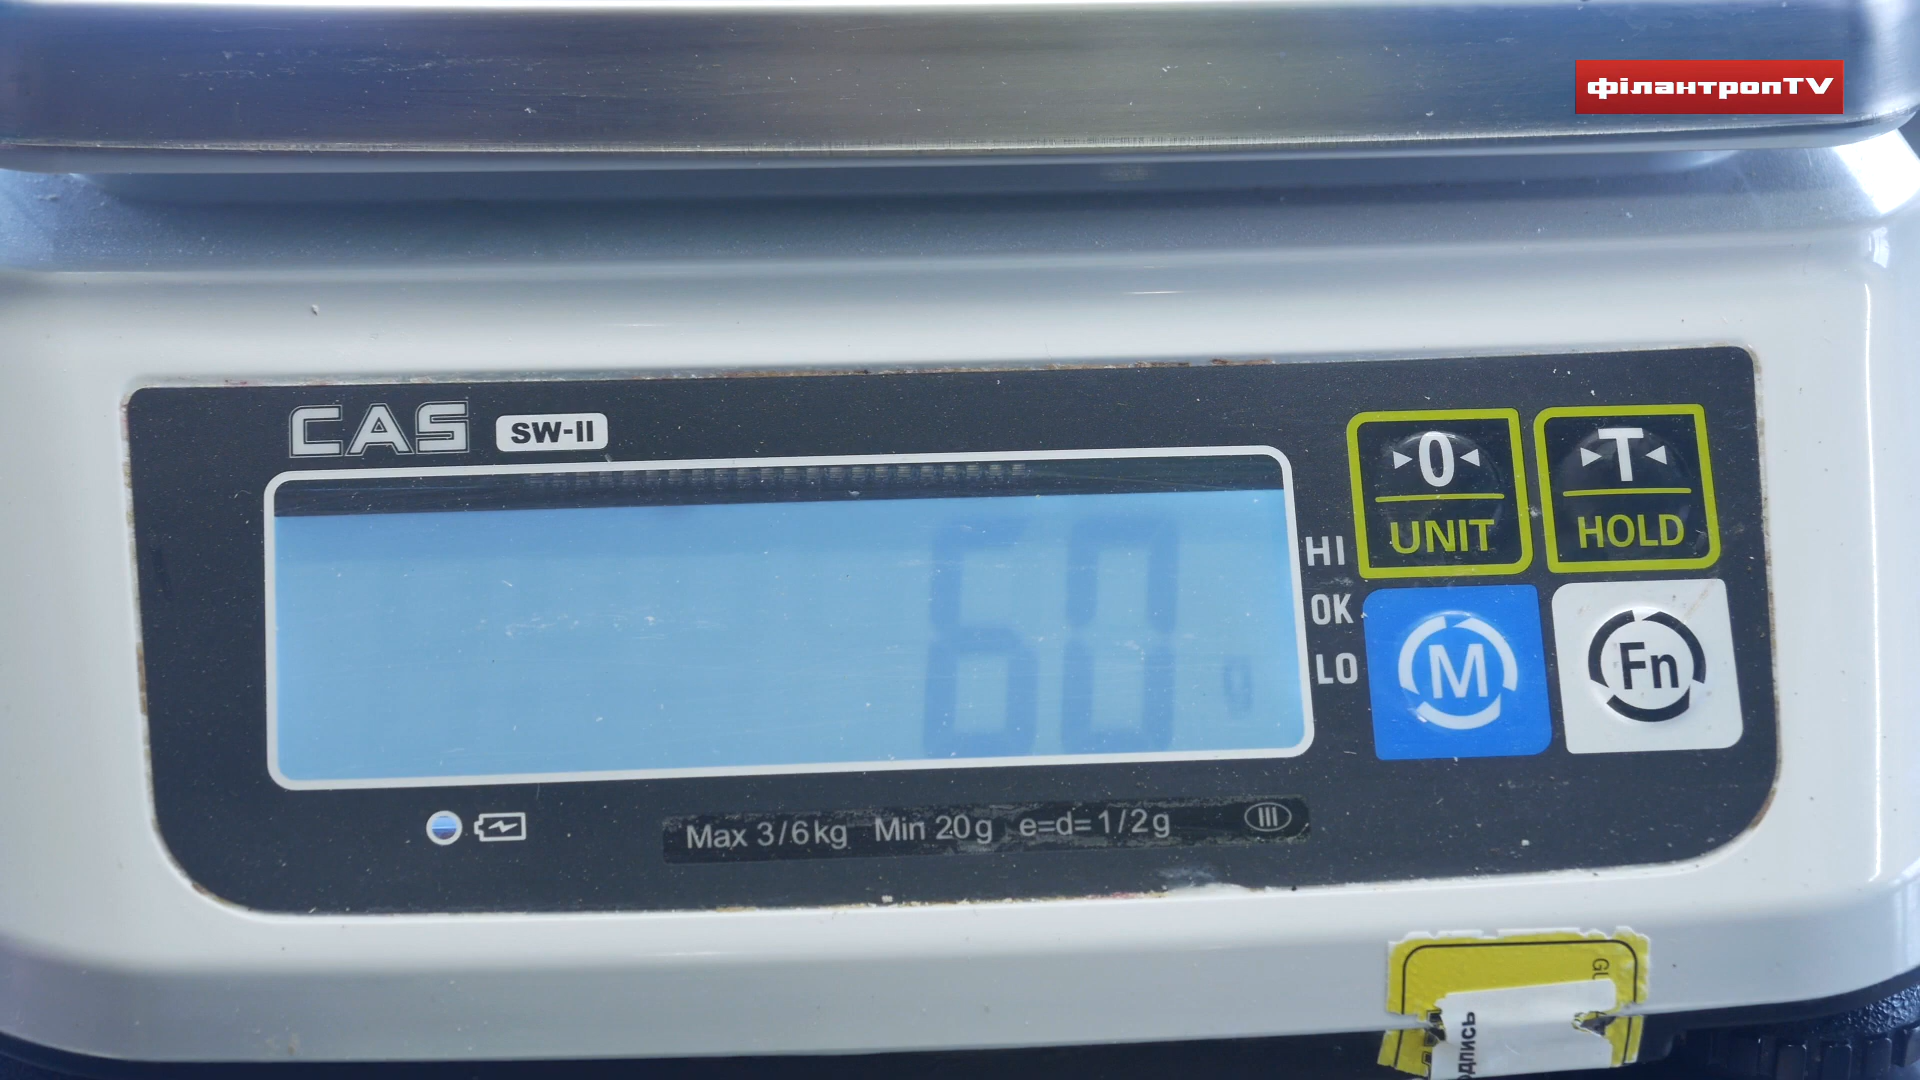 філантропTV
CAS SW-II
0
UNIT
T
HOLD
60 g
HI
OK
LO
M
Fn
Max 3/6kg Min 20g e=d=1/2g III